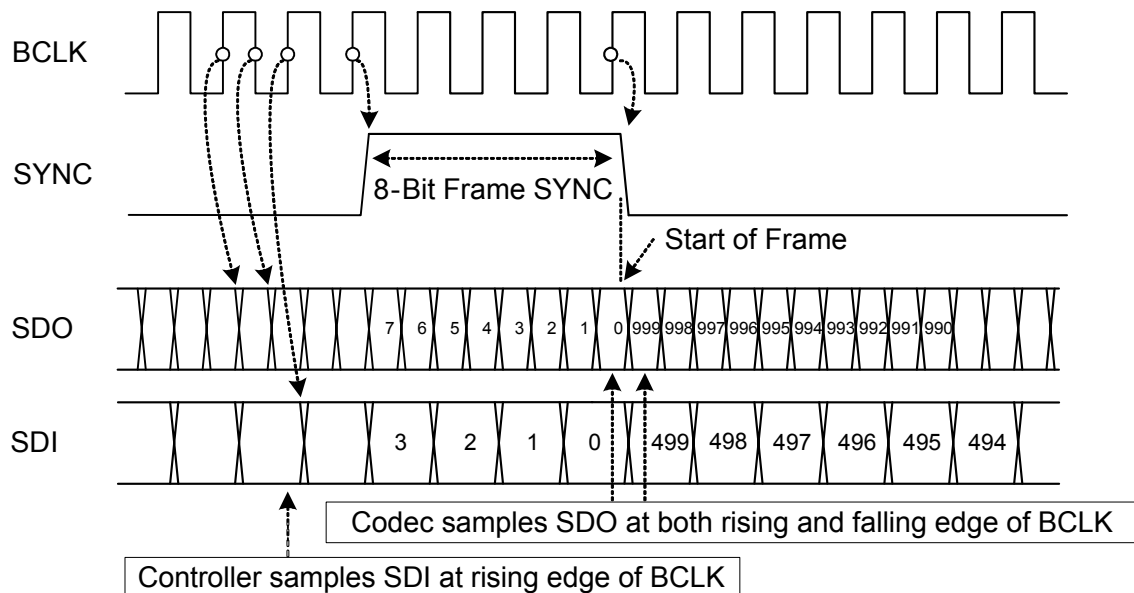 BCLK
SYNC
8-Bit Frame SYNC
Start of Frame
SDO
7 6 5 4 3 2 1 0 999 998 997 996 995 994 993 992 991 990
SDI
3 2 1 0 499 498 497 496 495 494
Codec samples SDO at both rising and falling edge of BCLK
Controller samples SDI at rising edge of BCLK